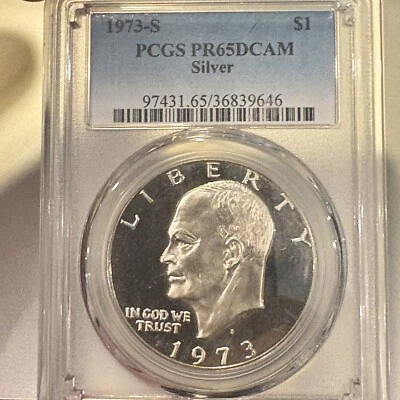 1973-S $1
PCGS PR65DCAM
Silver
97431.65/36839646
LIBERTY
IN GOD WE
TRUST
S
1973